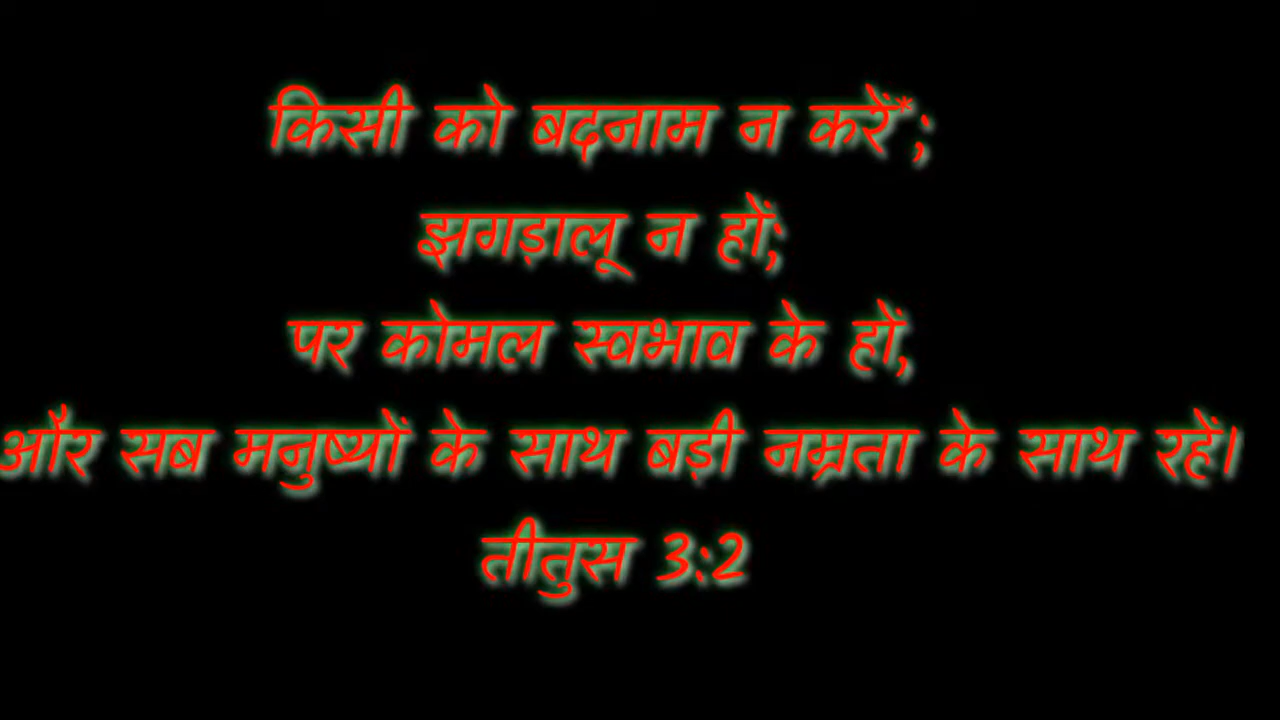 किसी को बदनाम न करें*;
झगड़ालू न हों;
पर कोमल स्वभाव के हों,
और सब मनुष्यों के साथ बड़ी नम्रता के साथ रहें।
तीतुस 3:2